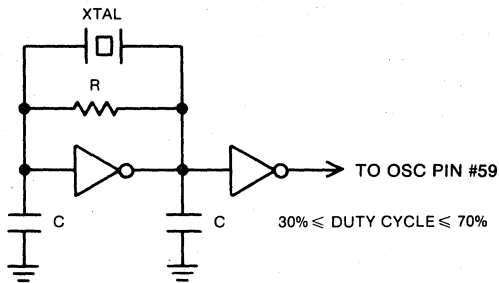 XTAL
R
TO OSC PIN #59
C
C
30% ≤ DUTY CYCLE ≤ 70%